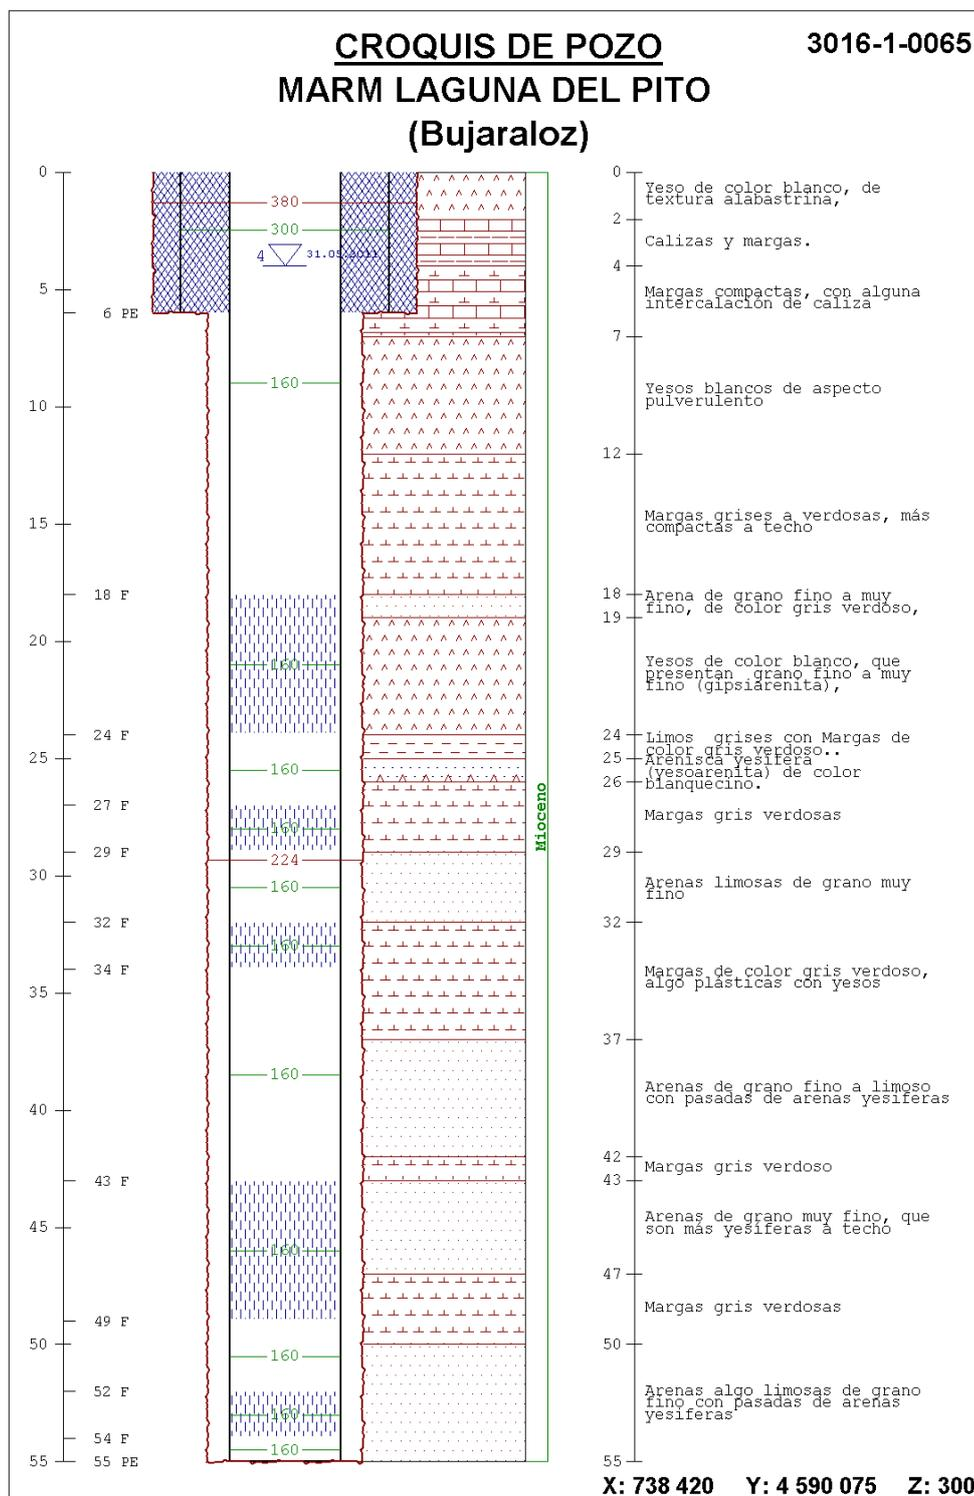 CROQUIS DE POZO
3016-1-0065
MARM LAGUNA DEL PITO
(Bujaraloz)
0
5
6 PE
10
15
18 F
20
24 F
25
27 F
29 F
30
32 F
34 F
35
40
43 F
45
49 F
50
52 F
54 F
55
55 PE
380
300
4
31.05.2011
160
160
160
160
224
160
160
160
160
160
160
160
Mioceno
0
Yeso de color blanco, de
textura alabastrina,
2
Calizas y margas.
4
Margas compactas, con alguna
intercalación de caliza
7
Yesos blancos de aspecto
pulverulento
12
Margas grises a verdosas, más
compactas a techo
18
Arena de grano fino a muy
fino, de color gris verdoso,
19
Yesos de color blanco, que
presentan grano fino a muy
fino (gipsiarenita),
24
Limos grises con Margas de
color gris verdoso..
25
Arenisca yesífera
(yesoarenita) de color
blanquecino.
26
Margas gris verdosas
29
Arenas limosas de grano muy
fino
32
Margas de color gris verdoso,
algo plásticas con yesos
37
Arenas de grano fino a limoso
con pasadas de arenas yesíferas
42
Margas gris verdoso
43
Arenas de grano muy fino, que
son más yesíferas a techo
47
Margas gris verdosas
50
Arenas algo limosas de grano
fino con pasadas de arenas
yesíferas
55
X: 738 420 Y: 4 590 075 Z: 300